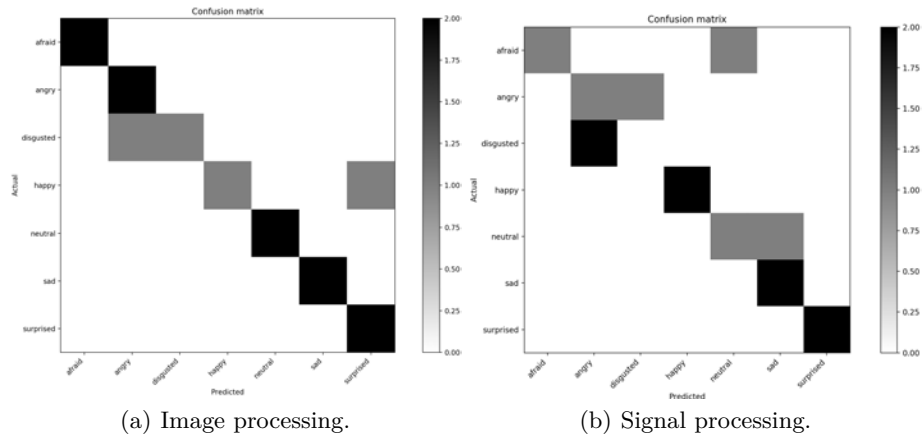 Confusion matrix
afraid
angry
disgusted
happy
neutral
sad
surprised
Actual
afraid
angry
disgusted
happy
neutral
sad
surprised
Predicted
2.00
1.75
1.50
1.25
1.00
0.75
0.50
0.25
0.00
(a) Image processing.
Confusion matrix
afraid
angry
disgusted
happy
neutral
sad
surprised
Actual
afraid
angry
disgusted
happy
neutral
sad
surprised
Predicted
2.00
1.75
1.50
1.25
1.00
0.75
0.50
0.25
0.00
(b) Signal processing.